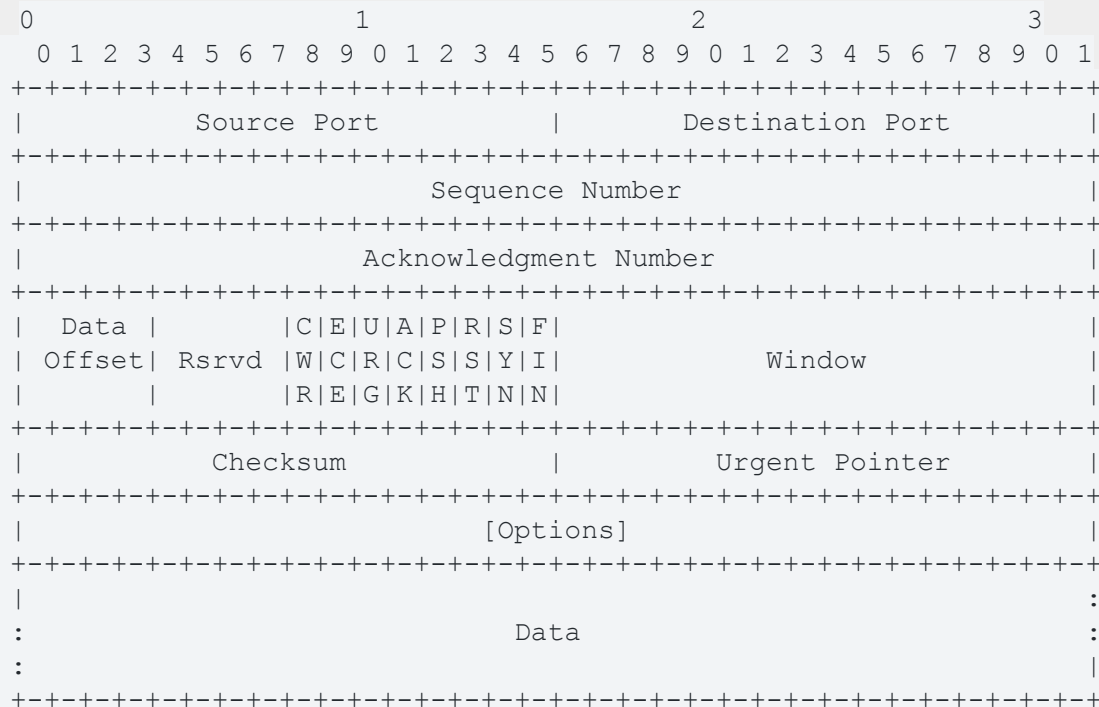 0                   1                   2                   3
 0 1 2 3 4 5 6 7 8 9 0 1 2 3 4 5 6 7 8 9 0 1 2 3 4 5 6 7 8 9 0 1
+-+-+-+-+-+-+-+-+-+-+-+-+-+-+-+-+-+-+-+-+-+-+-+-+-+-+-+-+-+-+-+-+
|          Source Port          |       Destination Port        |
+-+-+-+-+-+-+-+-+-+-+-+-+-+-+-+-+-+-+-+-+-+-+-+-+-+-+-+-+-+-+-+-+
|                        Sequence Number                        |
+-+-+-+-+-+-+-+-+-+-+-+-+-+-+-+-+-+-+-+-+-+-+-+-+-+-+-+-+-+-+-+-+
|                    Acknowledgment Number                      |
+-+-+-+-+-+-+-+-+-+-+-+-+-+-+-+-+-+-+-+-+-+-+-+-+-+-+-+-+-+-+-+-+
|  Data |       |C|E|U|A|P|R|S|F|                               |
| Offset| Rsrvd |W|C|R|C|S|S|Y|I|            Window             |
|       |       |R|E|G|K|H|T|N|N|                               |
+-+-+-+-+-+-+-+-+-+-+-+-+-+-+-+-+-+-+-+-+-+-+-+-+-+-+-+-+-+-+-+-+
|           Checksum            |         Urgent Pointer        |
+-+-+-+-+-+-+-+-+-+-+-+-+-+-+-+-+-+-+-+-+-+-+-+-+-+-+-+-+-+-+-+-+
|                           [Options]                           |
+-+-+-+-+-+-+-+-+-+-+-+-+-+-+-+-+-+-+-+-+-+-+-+-+-+-+-+-+-+-+-+-+
|                                                               :
:                             Data                              :
:                                                               |
+-+-+-+-+-+-+-+-+-+-+-+-+-+-+-+-+-+-+-+-+-+-+-+-+-+-+-+-+-+-+-+-+